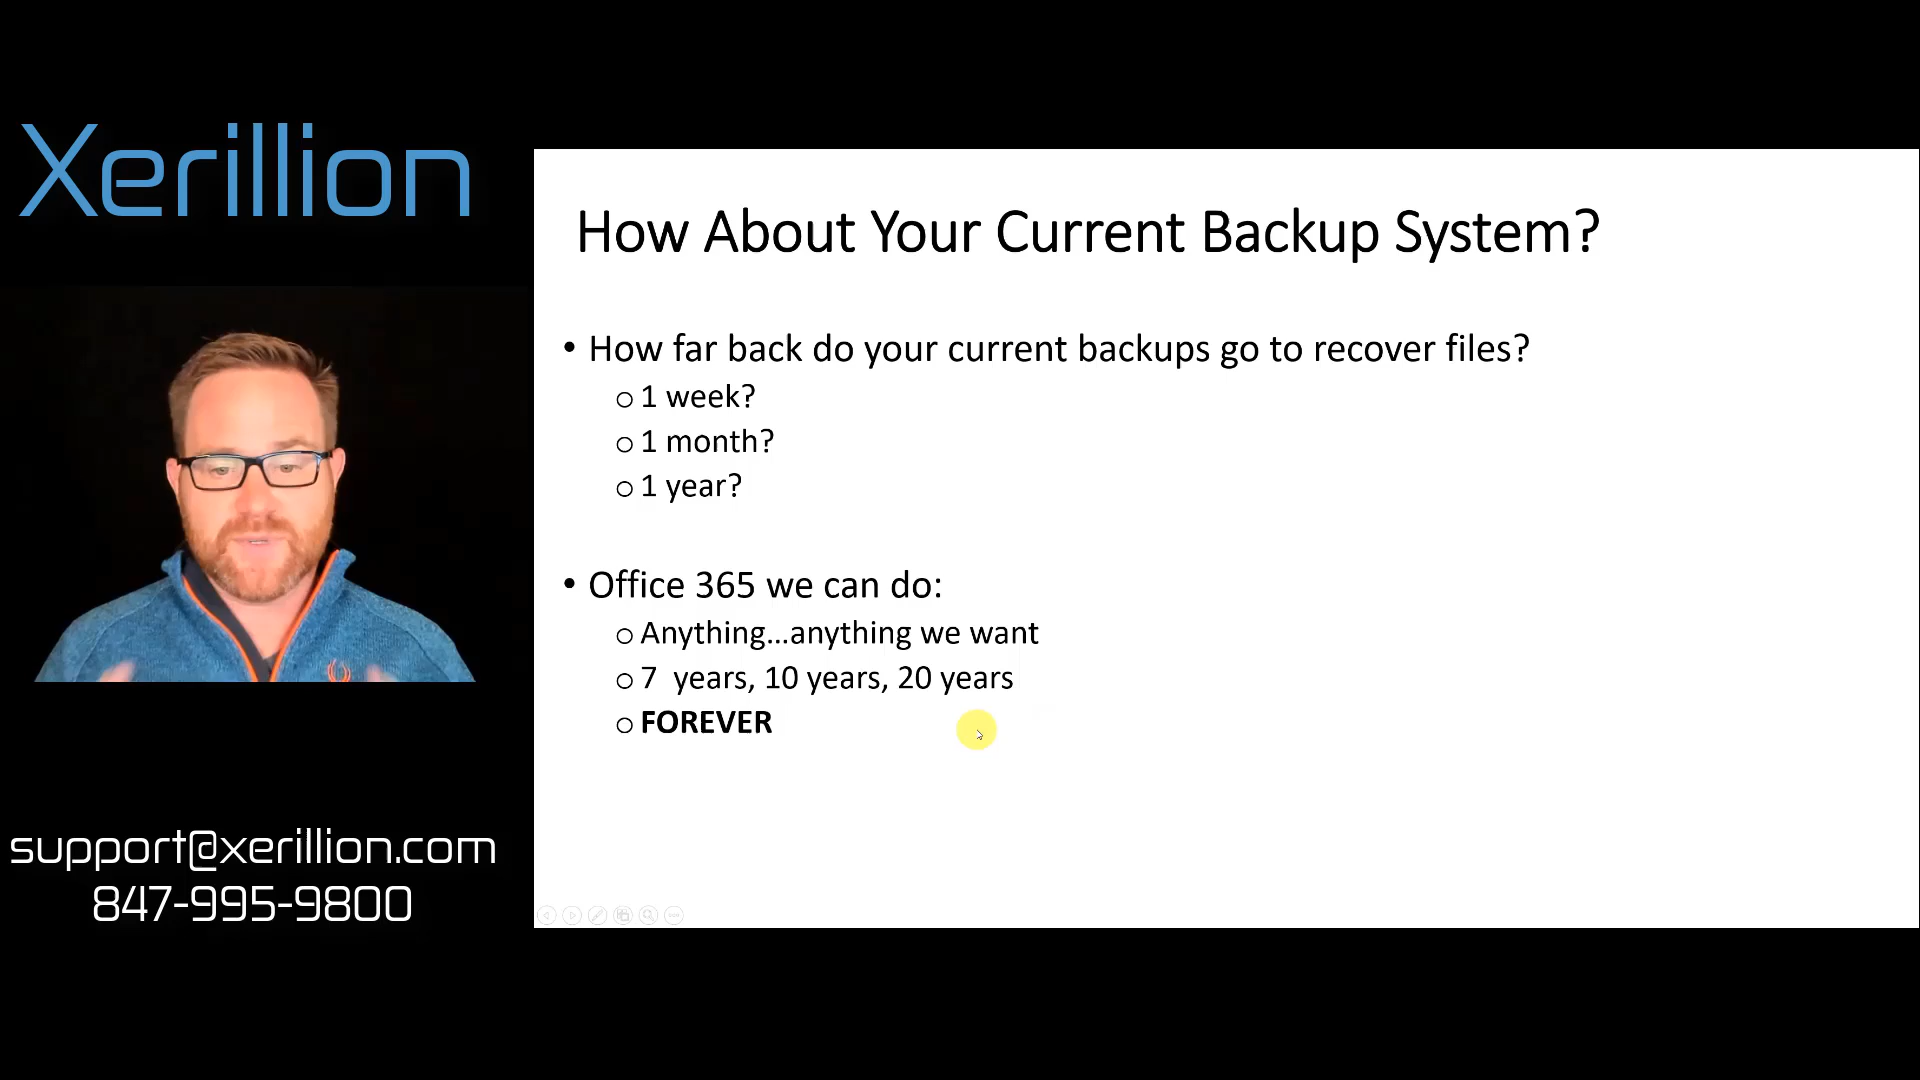 Xerillion
How About Your Current Backup System?
• How far back do your current backups go to recover files?
o 1 week?
o 1 month?
o 1 year?
• Office 365 we can do:
o Anything...anything we want
o 7  years, 10 years, 20 years
o FOREVER
support@xerillion.com
847-995-9800